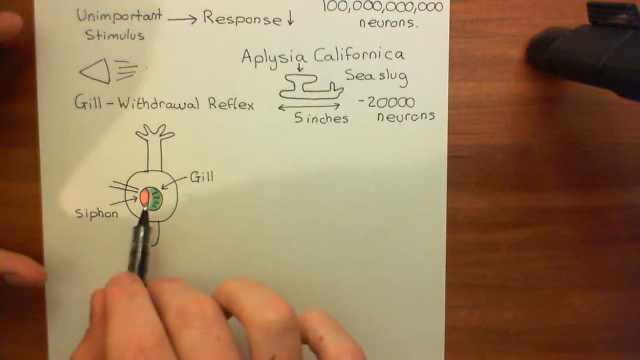 Unimportant → Response ↓
Stimulus
100,000,000,000
neurons.
Aplysia Californica
Sea slug
Gill-Withdrawal Reflex
5 inches
~20000
neurons
Gill
Siphon